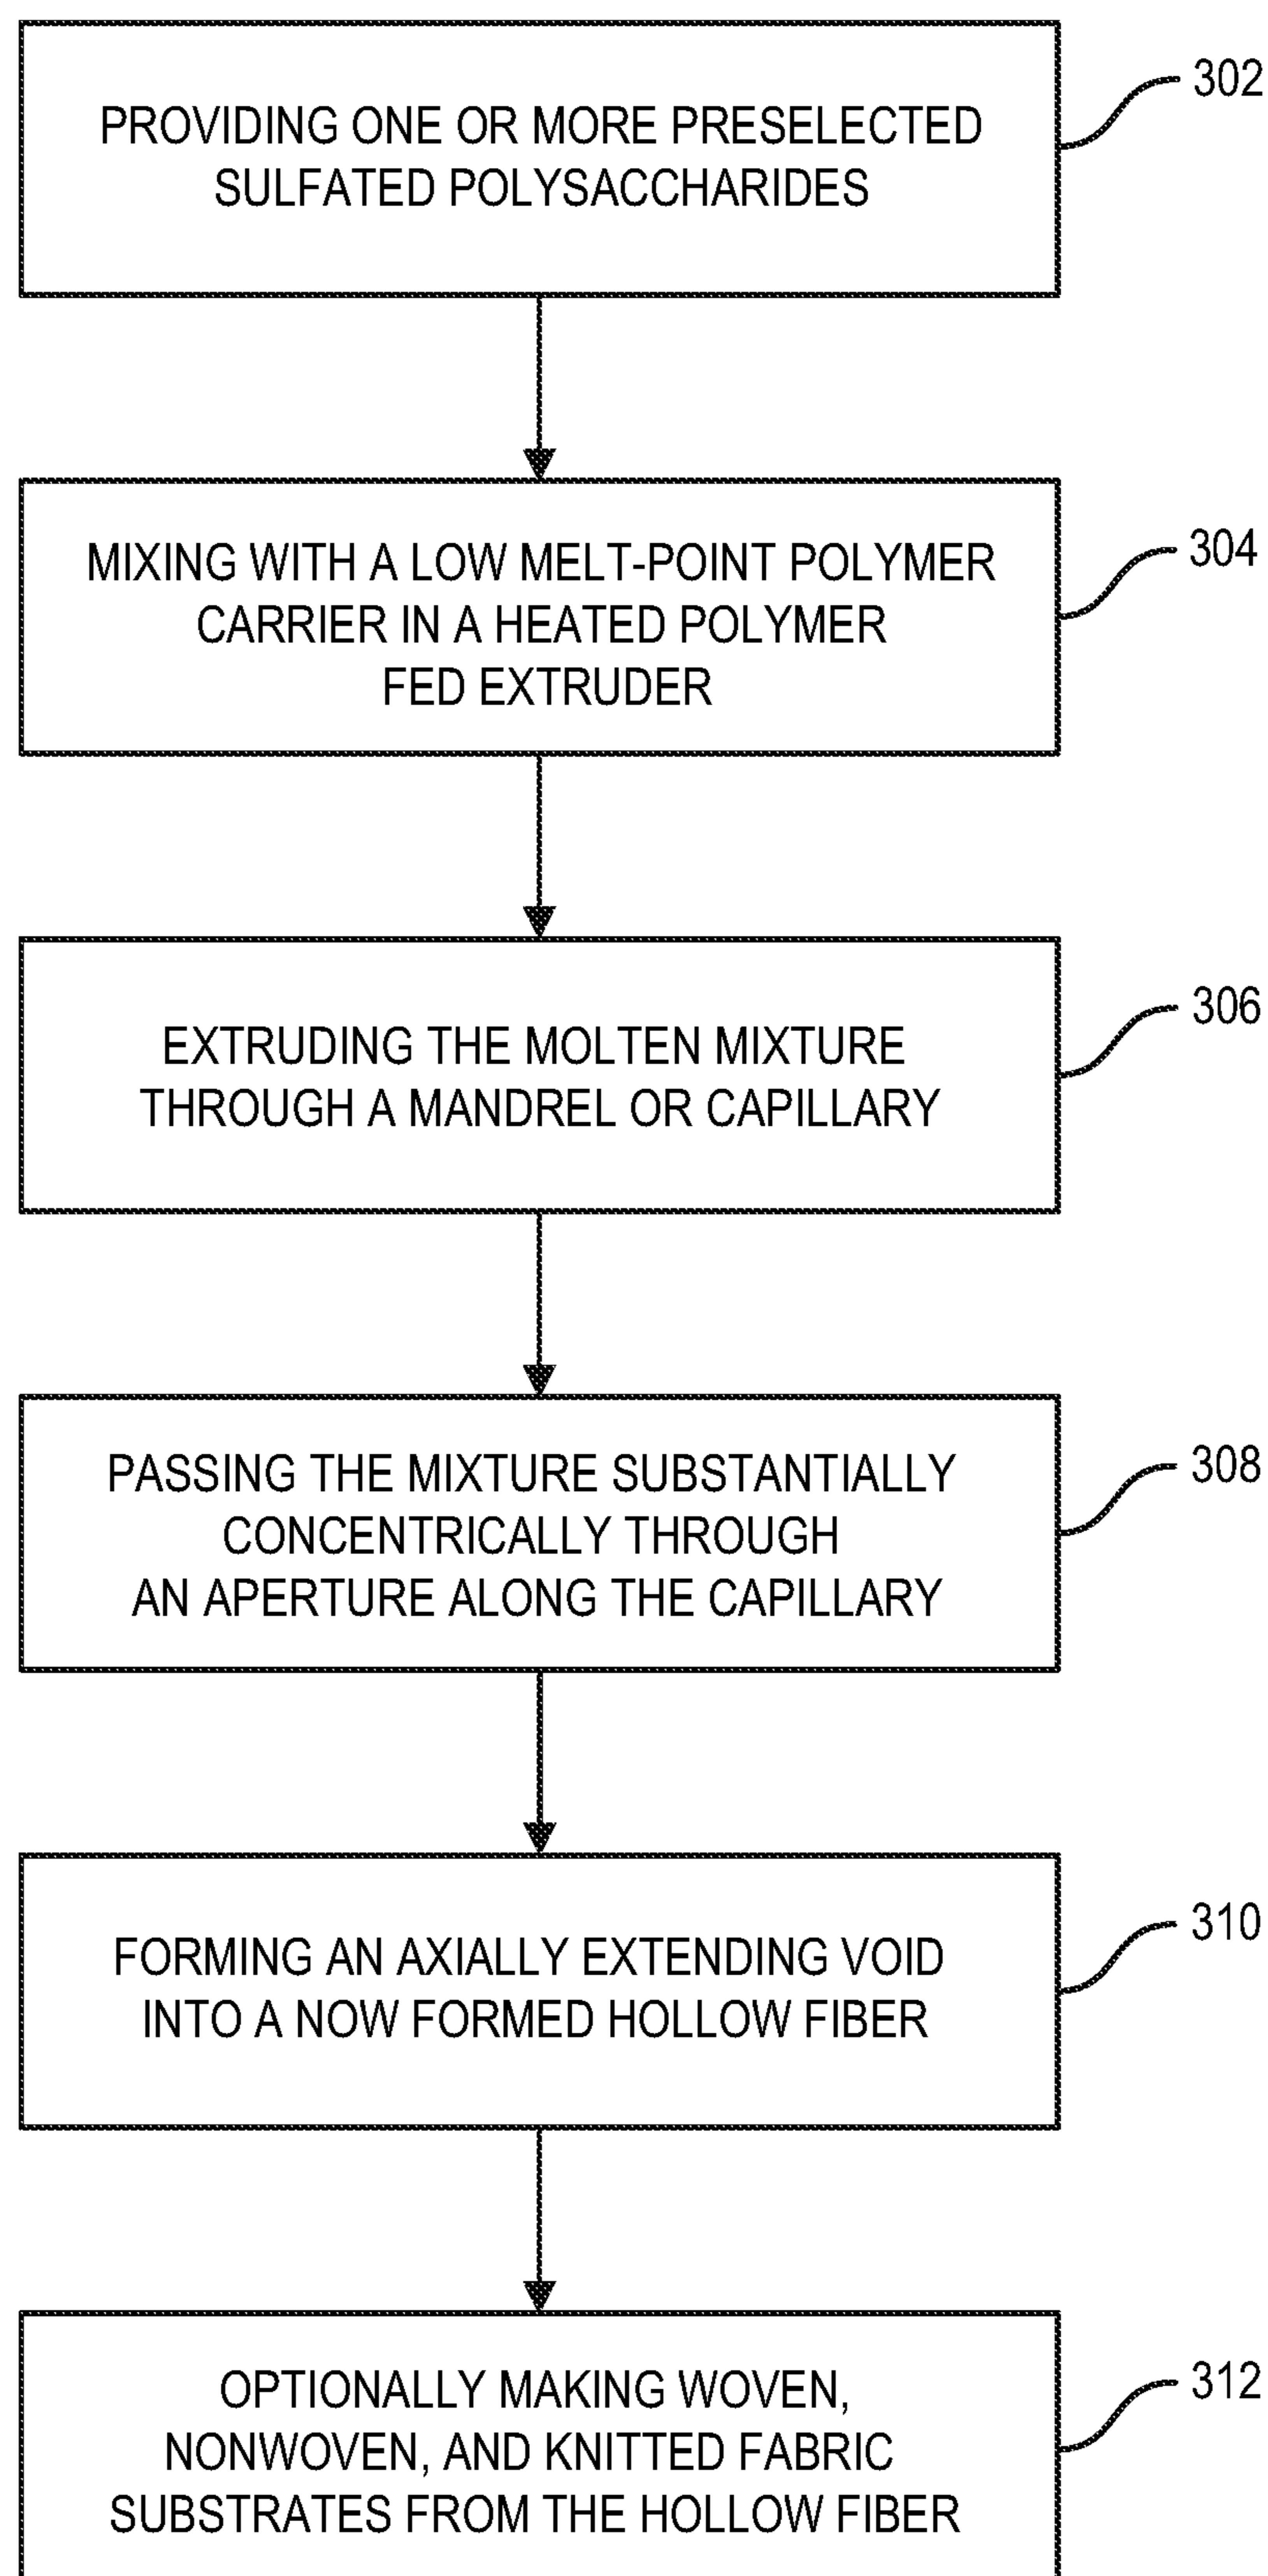 PROVIDING ONE OR MORE PRESELECTED
SULFATED POLYSACCHARIDES
302
MIXING WITH A LOW MELT-POINT POLYMER
CARRIER IN A HEATED POLYMER
FED EXTRUDER
304
EXTRUDING THE MOLTEN MIXTURE
THROUGH A MANDREL OR CAPILLARY
306
PASSING THE MIXTURE SUBSTANTIALLY
CONCENTRICALLY THROUGH
AN APERTURE ALONG THE CAPILLARY
308
FORMING AN AXIALLY EXTENDING VOID
INTO A NOW FORMED HOLLOW FIBER
310
OPTIONALLY MAKING WOVEN,
NONWOVEN, AND KNITTED FABRIC
SUBSTRATES FROM THE HOLLOW FIBER
312